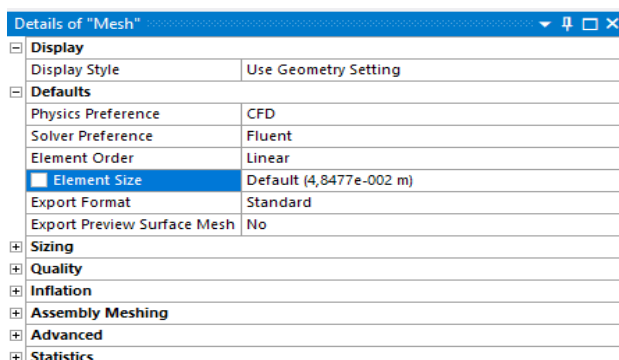 Details of "Mesh"
Display
Display Style Use Geometry Setting
Defaults
Physics Preference CFD
Solver Preference Fluent
Element Order Linear
Element Size Default (4,8477e-002 m)
Export Format Standard
Export Preview Surface Mesh No
Sizing
Quality
Inflation
Assembly Meshing
Advanced
Statistics